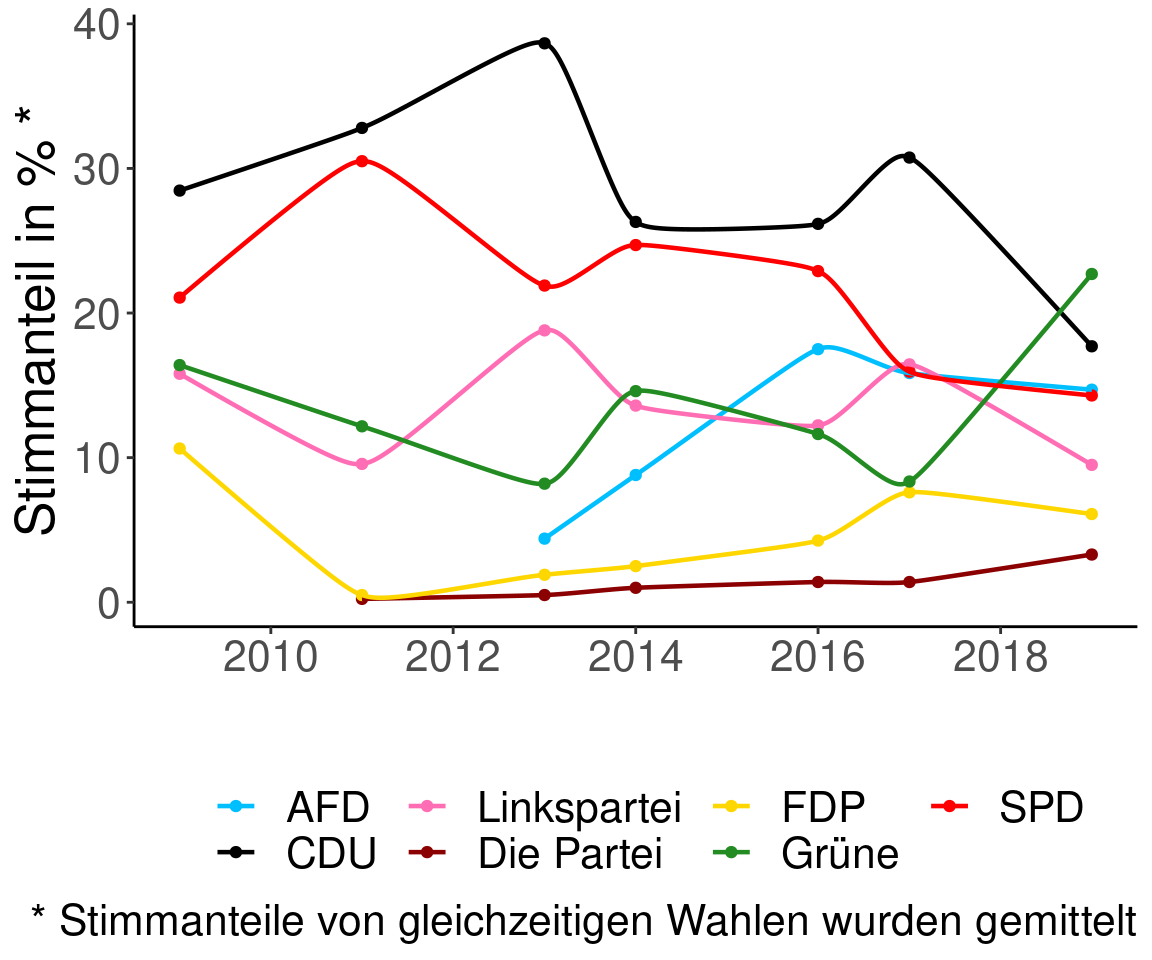 40
30
20
10
0
Stimmanteil in % *
2010 2012 2014 2016 2018
AFD Linkspartei FDP SPD
CDU Die Partei Grüne
* Stimmanteile von gleichzeitigen Wahlen wurden gemittelt